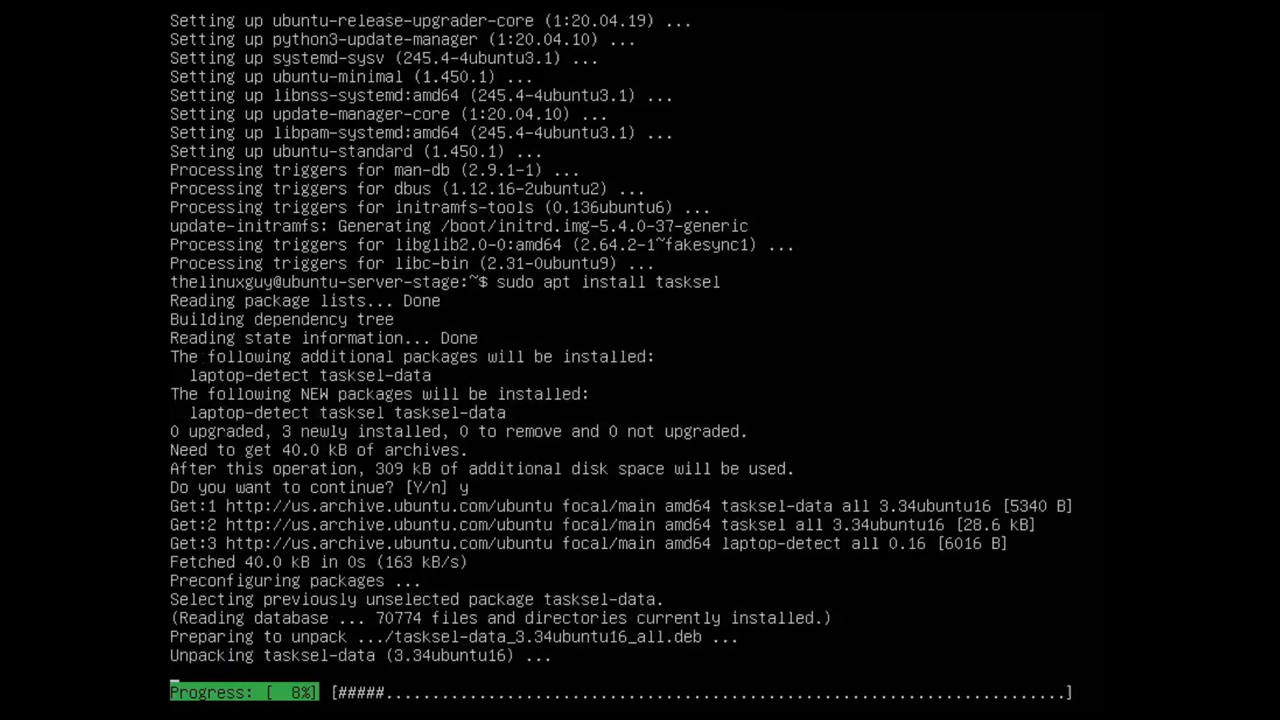 Setting up ubuntu-release-upgrader-core (1:20.04.19) ...
Setting up python3-update-manager (1:20.04.10) ...
Setting up systemd-sysv (245.4-4ubuntu3.1) ...
Setting up ubuntu-minimal (1.450.1) ...
Setting up libnss-systemd:amd64 (245.4-4ubuntu3.1) ...
Setting up update-manager-core (1:20.04.10) ...
Setting up libpam-systemd:amd64 (245.4-4ubuntu3.1) ...
Setting up ubuntu-standard (1.450.1) ...
Processing triggers for man-db (2.9.1-1) ...
Processing triggers for dbus (1.12.16-2ubuntu2) ...
Processing triggers for initramfs-tools (0.136ubuntu6) ...
update-initramfs: Generating /boot/initrd.img-5.4.0-37-generic
Processing triggers for libglib2.0-0:amd64 (2.64.2-1~fakesync1) ...
Processing triggers for libc-bin (2.31-0ubuntu9) ...
thelinuxguy@ubuntu-server-stage:~$ sudo apt install tasksel
Reading package lists... Done
Building dependency tree
Reading state information... Done
The following additional packages will be installed:
  laptop-detect tasksel-data
The following NEW packages will be installed:
  laptop-detect tasksel tasksel-data
0 upgraded, 3 newly installed, 0 to remove and 0 not upgraded.
Need to get 40.0 kB of archives.
After this operation, 309 kB of additional disk space will be used.
Do you want to continue? [Y/n] y
Get:1 http://us.archive.ubuntu.com/ubuntu focal/main amd64 tasksel-data all 3.34ubuntu16 [5340 B]
Get:2 http://us.archive.ubuntu.com/ubuntu focal/main amd64 tasksel all 3.34ubuntu16 [28.6 kB]
Get:3 http://us.archive.ubuntu.com/ubuntu focal/main amd64 laptop-detect all 0.16 [6016 B]
Fetched 40.0 kB in 0s (163 kB/s)
Preconfiguring packages ...
Selecting previously unselected package tasksel-data.
(Reading database ... 70774 files and directories currently installed.)
Preparing to unpack .../tasksel-data_3.34ubuntu16_all.deb ...
Unpacking tasksel-data (3.34ubuntu16) ...
Progress: [  8%] [#####..........................................................................]